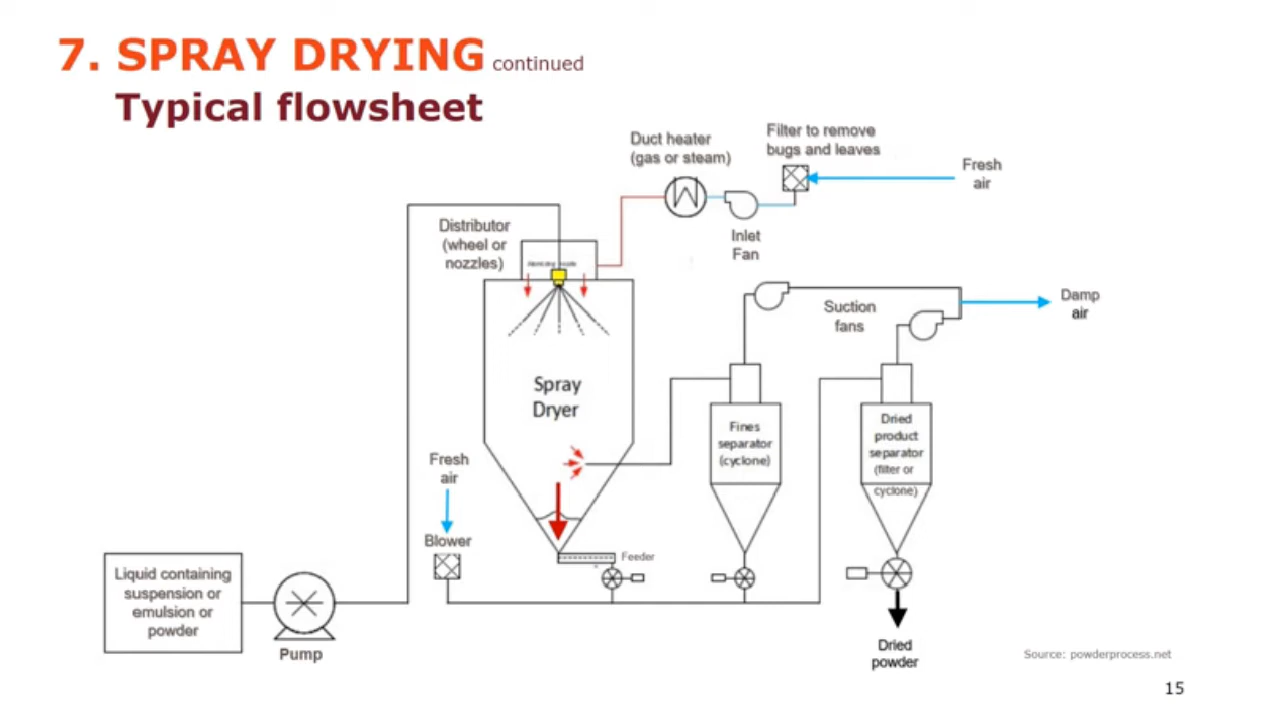 7. SPRAY DRYING continued
Typical flowsheet
Duct heater
(gas or steam)
Filter to remove
bugs and leaves
Fresh
air
Inlet
Fan
Distributor
(wheel or
nozzles)
Suction
fans
Damp
air
Spray
Dryer
Fines
separator
(cyclone)
Dried
product
separator
(filter or
cyclone)
Fresh
air
Blower
Feeder
Liquid containing
suspension or
emulsion or
powder
Pump
Dried
powder
Source: powderprocess.net
15